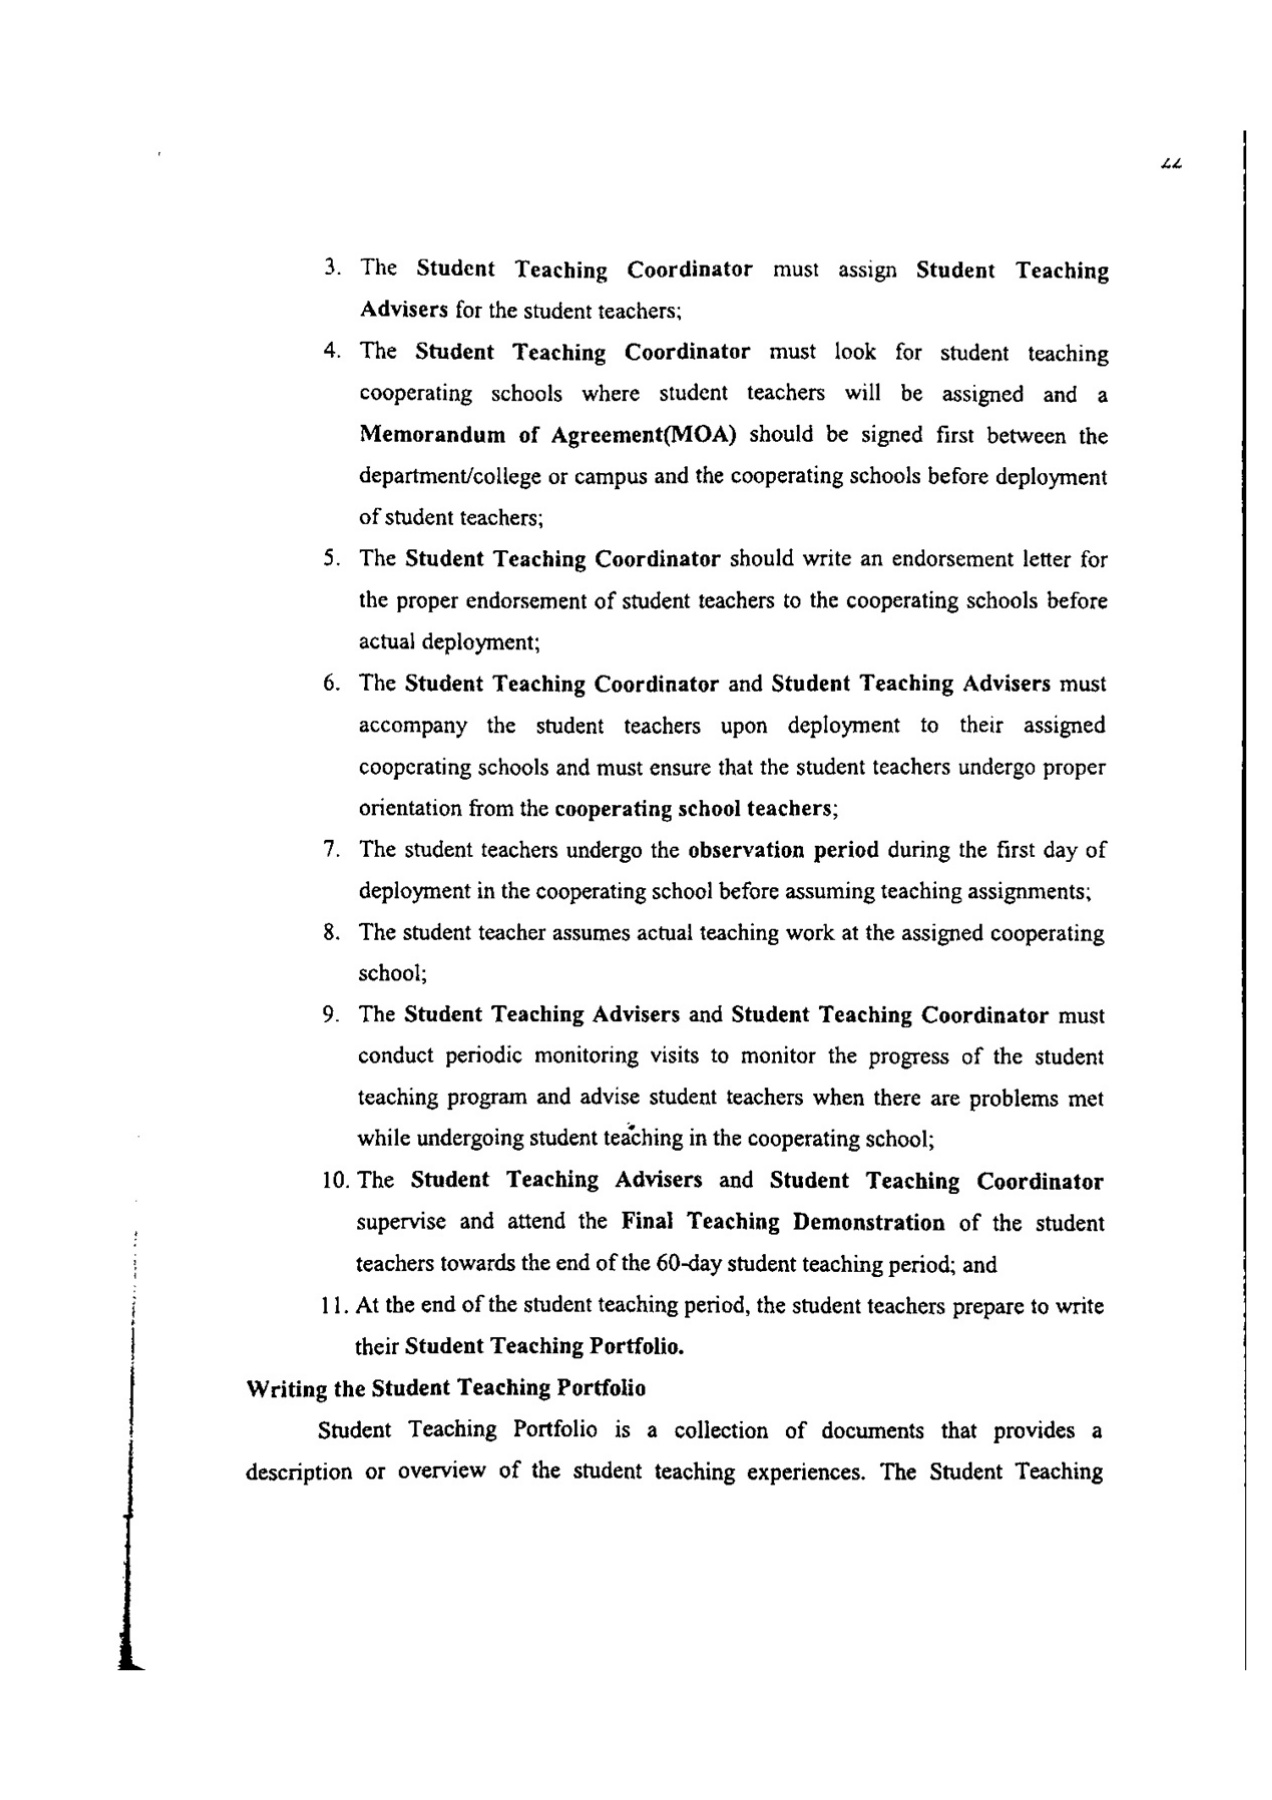 3. The Student Teaching Coordinator must assign Student Teaching
Advisers for the student teachers;
4. The Student Teaching Coordinator must look for student teaching
cooperating schools where student teachers will be assigned and a
Memorandum of Agreement(MOA) should be signed first between the
department/college or campus and the cooperating schools before deployment
of student teachers;
5. The Student Teaching Coordinator should write an endorsement letter for
the proper endorsement of student teachers to the cooperating schools before
actual deployment;
6. The Student Teaching Coordinator and Student Teaching Advisers must
accompany the student teachers upon deployment to their assigned
cooperating schools and must ensure that the student teachers undergo proper
orientation from the cooperating school teachers;
7. The student teachers undergo the observation period during the first day of
deployment in the cooperating school before assuming teaching assignments;
8. The student teacher assumes actual teaching work at the assigned cooperating
school;
9. The Student Teaching Advisers and Student Teaching Coordinator must
conduct periodic monitoring visits to monitor the progress of the student
teaching program and advise student teachers when there are problems met
while undergoing student teaching in the cooperating school;
10. The Student Teaching Advisers and Student Teaching Coordinator
supervise and attend the Final Teaching Demonstration of the student
teachers towards the end of the 60-day student teaching period; and
11. At the end of the student teaching period, the student teachers prepare to write
their Student Teaching Portfolio.
Writing the Student Teaching Portfolio
Student Teaching Portfolio is a collection of documents that provides a
description or overview of the student teaching experiences. The Student Teaching